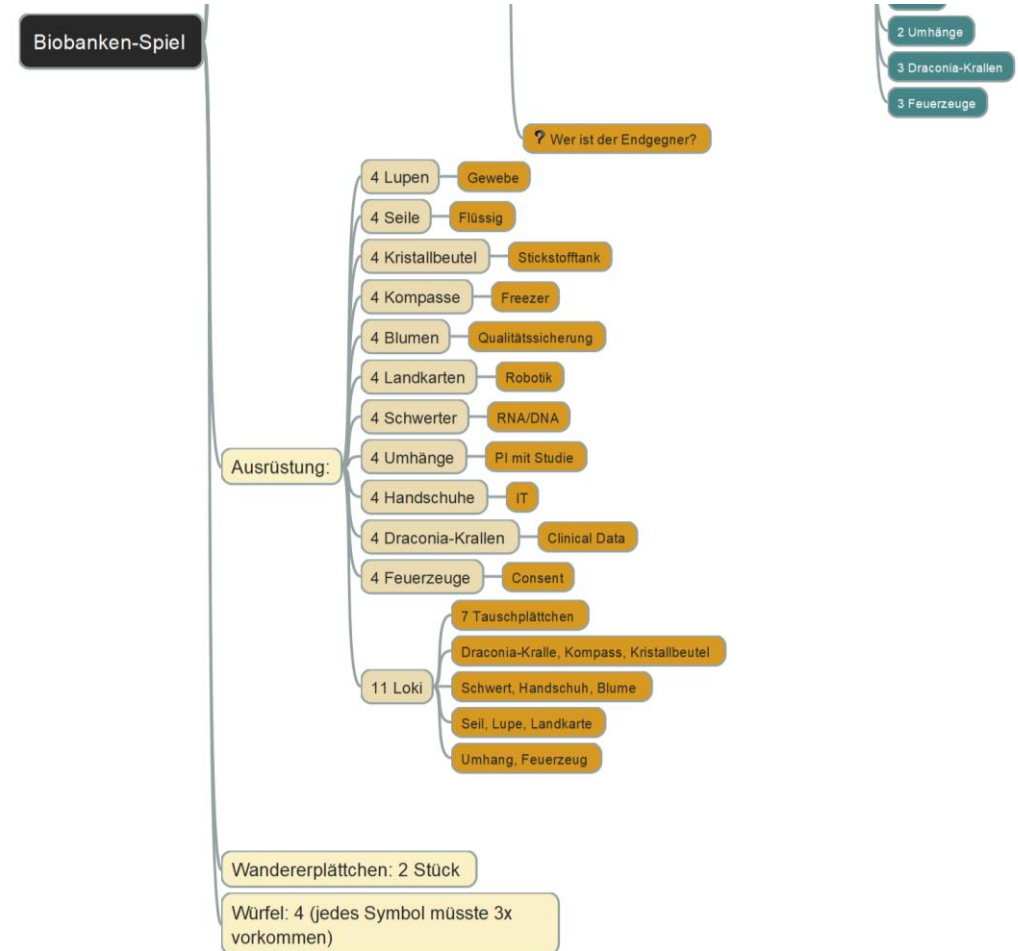 Biobanken-Spiel
2 Umhänge
3 Draconia-Krallen
3 Feuerzeuge
? Wer ist der Endgegner?
Ausrüstung:
4 Lupen
Gewebe
4 Seile
Flüssig
4 Kristallbeutel
Stickstofftank
4 Kompasse
Freezer
4 Blumen
Qualitätssicherung
4 Landkarten
Robotik
4 Schwerter
RNA/DNA
4 Umhänge
PI mit Studie
4 Handschuhe
IT
4 Draconia-Krallen
Clinical Data
4 Feuerzeuge
Consent
11 Loki
7 Tauschplättchen
Draconia-Kralle, Kompass, Kristallbeutel
Schwert, Handschuh, Blume
Seil, Lupe, Landkarte
Umhang, Feuerzeug
Wandererplättchen: 2 Stück
Würfel: 4 (jedes Symbol müsste 3x
vorkommen)